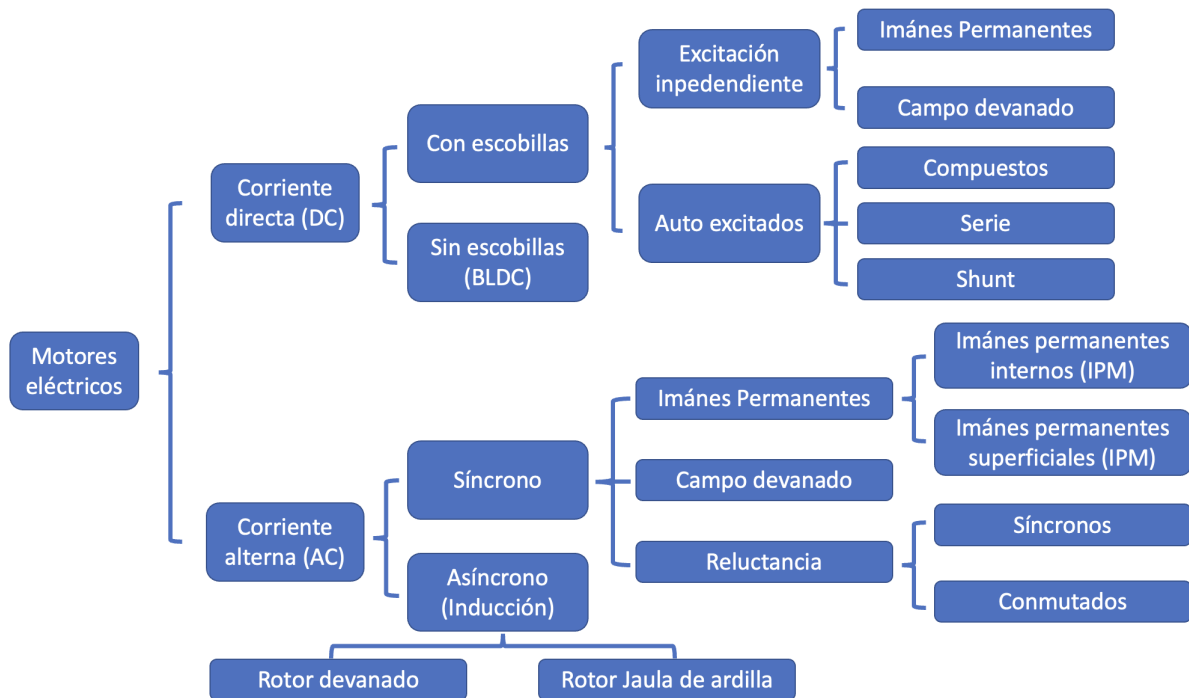 Motores
eléctricos
Corriente
directa (DC)
Con escobillas
Excitación
inpedendiente
Imánes Permanentes
Campo devanado
Auto excitados
Compuestos
Serie
Shunt
Sin escobillas
(BLDC)
Corriente
alterna (AC)
Síncrono
Imánes Permanentes
Imánes permanentes
internos (IPM)
Imánes permanentes
superficiales (IPM)
Campo devanado
Reluctancia
Síncronos
Conmutados
Asíncrono
(Inducción)
Rotor devanado
Rotor Jaula de ardilla